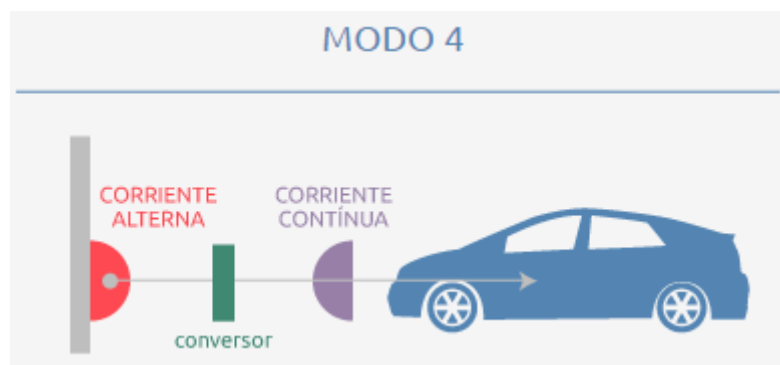 MODO 4
CORRIENTE
ALTERNA
CORRIENTE
CONTÍNUA
conversor